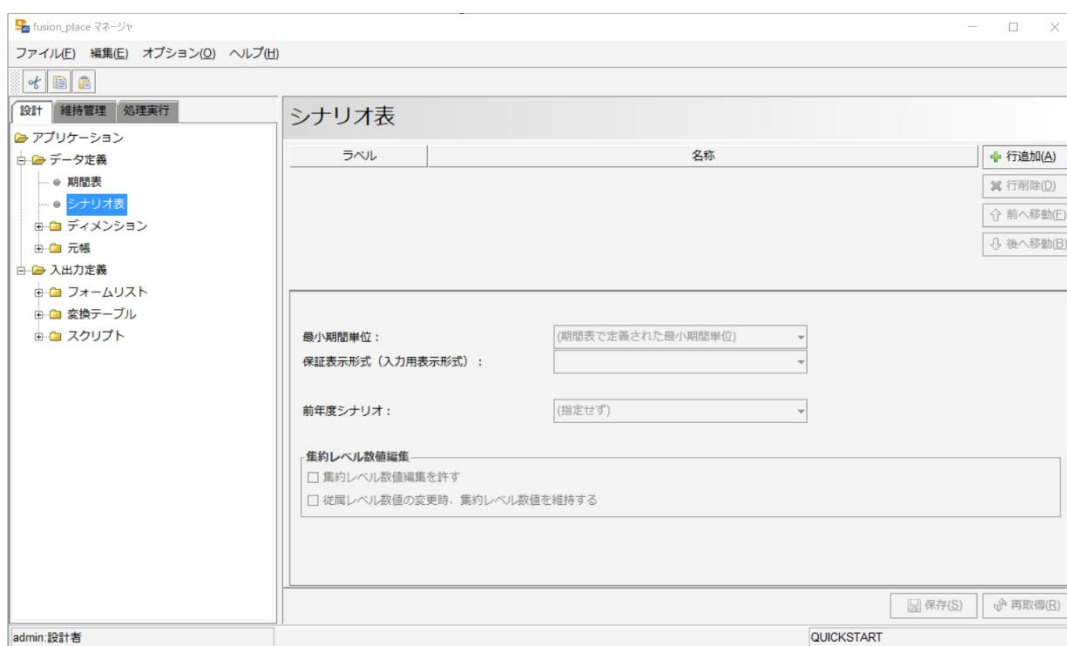 fusion_place マネージャ
ファイル(F) 編集(E) オプション(O) ヘルプ(H)
設計 維持管理 処理実行
アプリケーション
データ定義
期間表
シナリオ表
ディメンション
元帳
入出力定義
フォームリスト
変換テーブル
スクリプト
シナリオ表
ラベル 名称
行追加(A)
行削除(D)
前へ移動(F)
後へ移動(B)
最小期間単位: (期間表で定義された最小期間単位)
保証表示形式(入力用表示形式):
前年度シナリオ: (指定せず)
集約レベル数値編集
集約レベル数値編集を許す
従属レベル数値の変更時、集約レベル数値を維持する
保存(S) 再取得(R)
admin:設計者 QUICKSTART